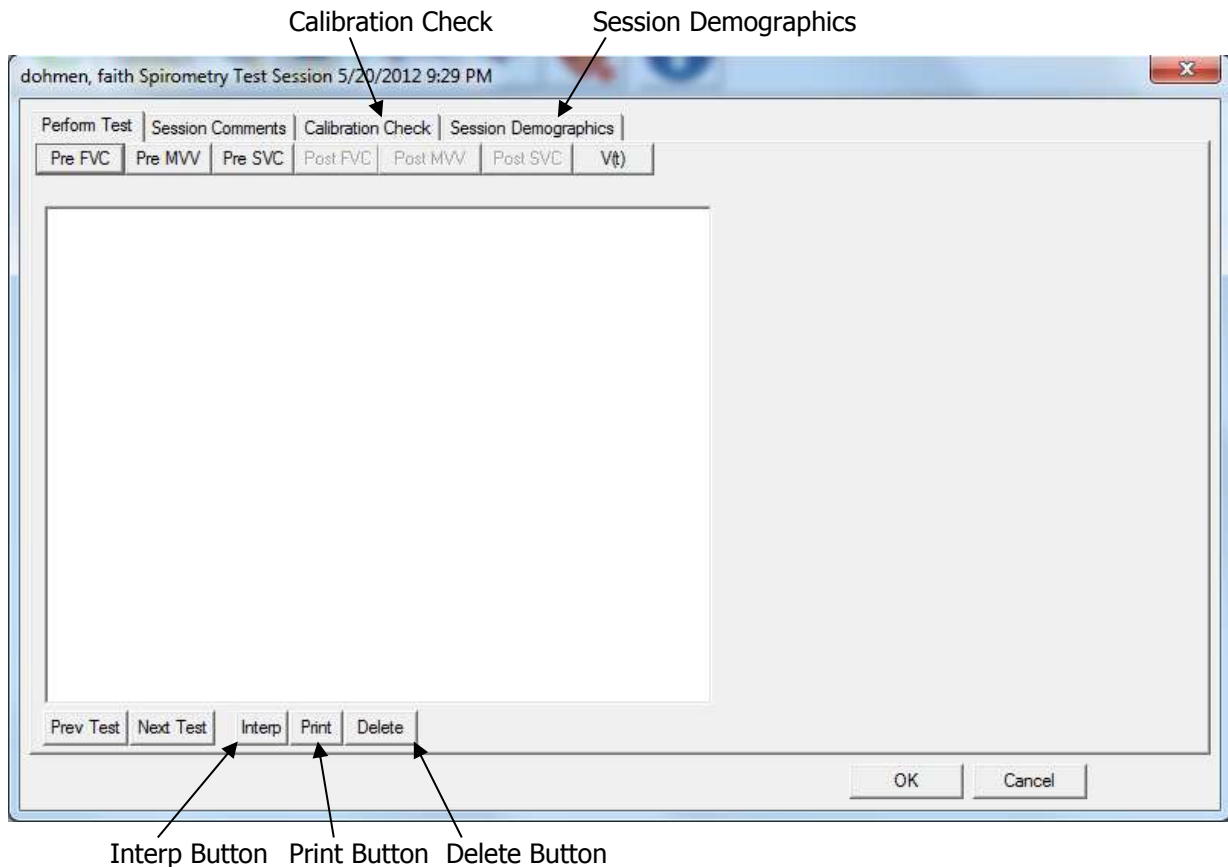 Calibration Check Session Demographics
dohmen, faith Spirometry Test Session 5/20/2012 9:29 PM
Perform Test Session Comments Calibration Check Session Demographics
Pre FVC Pre MVV Pre SVC Post FVC Post MVV Post SVC V(t)
Prev Test Next Test Interp Print Delete
OK Cancel
Interp Button Print Button Delete Button